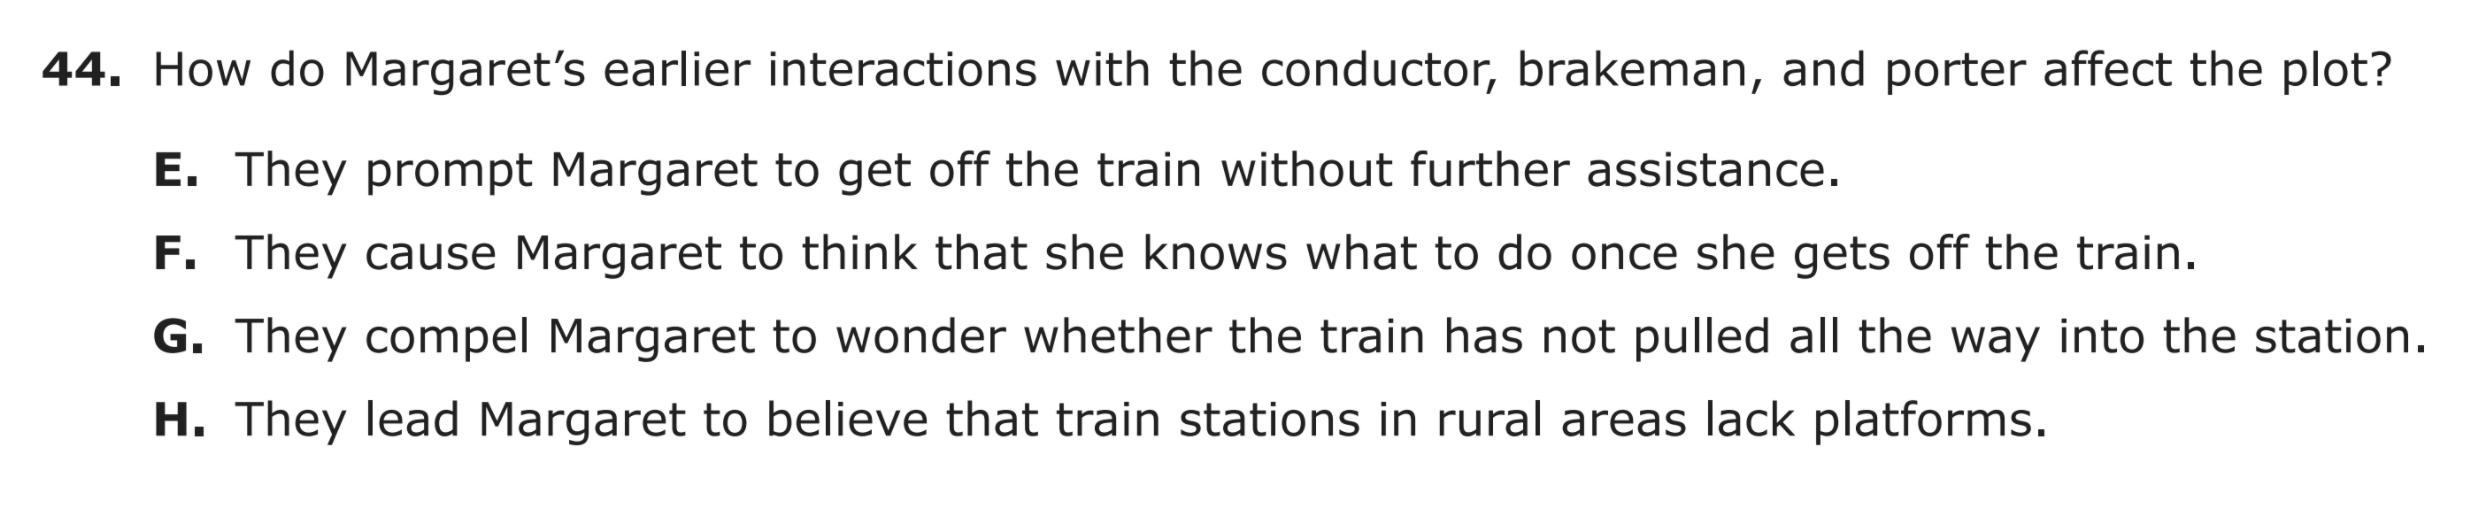 44. How do Margaret’s earlier interactions with the conductor, brakeman, and porter affect the plot?
E. They prompt Margaret to get off the train without further assistance.
F. They cause Margaret to think that she knows what to do once she gets off the train.
G. They compel Margaret to wonder whether the train has not pulled all the way into the station.
H. They lead Margaret to believe that train stations in rural areas lack platforms.